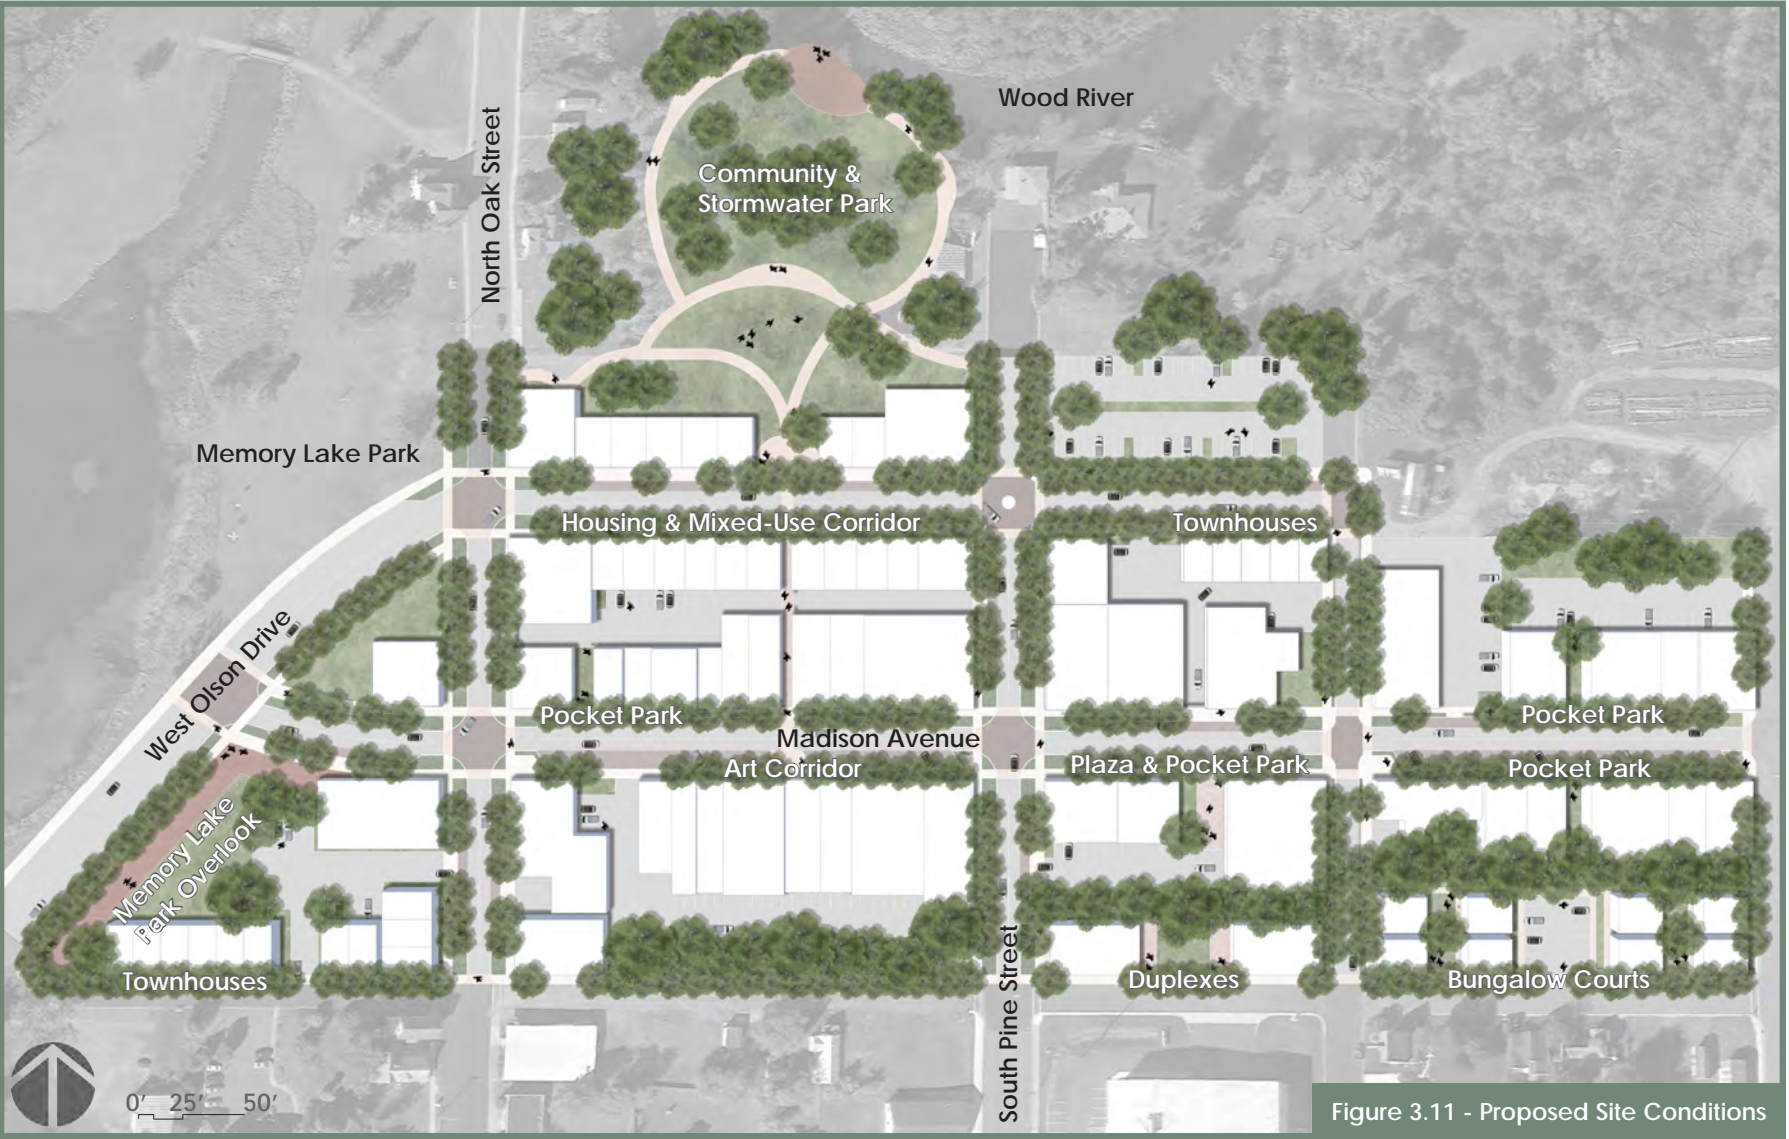 Wood River
North Oak Street
Community &
Stormwater Park
Memory Lake Park
Housing & Mixed-Use Corridor
Townhouses
West Olson Drive
Pocket Park
Pocket Park
Madison Avenue
Art Corridor
Plaza & Pocket Park
Pocket Park
Memory Lake
Park Overlook
Townhouses
South Pine Street
Duplexes
Bungalow Courts
0' 25' 50'
Figure 3.11 - Proposed Site Conditions